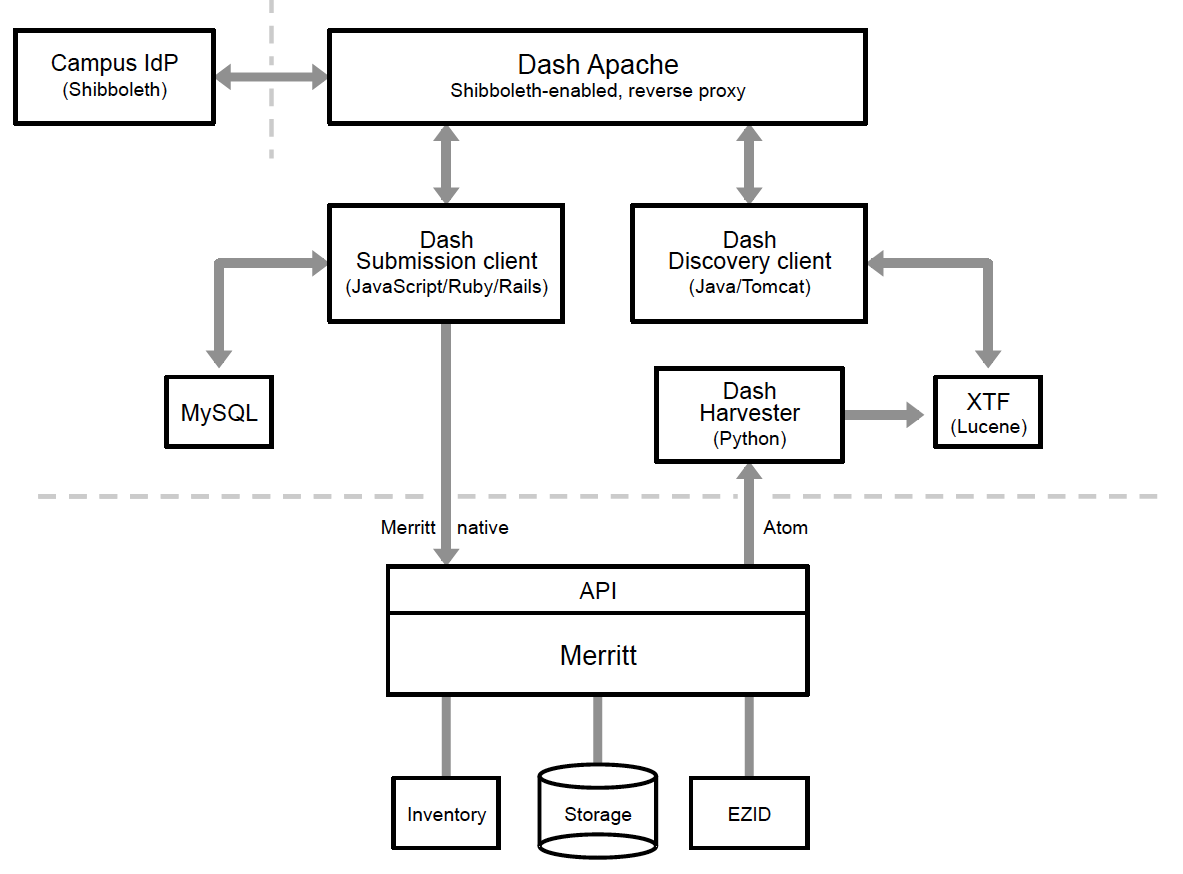 Campus IdP
(Shibboleth)
Dash Apache
Shibboleth-enabled, reverse proxy
Dash
Submission client
(JavaScript/Ruby/Rails)
Dash
Discovery client
(Java/Tomcat)
MySQL
Dash
Harvester
(Python)
XTF
(Lucene)
Merritt native
Atom
API
Merritt
Inventory
Storage
EZID